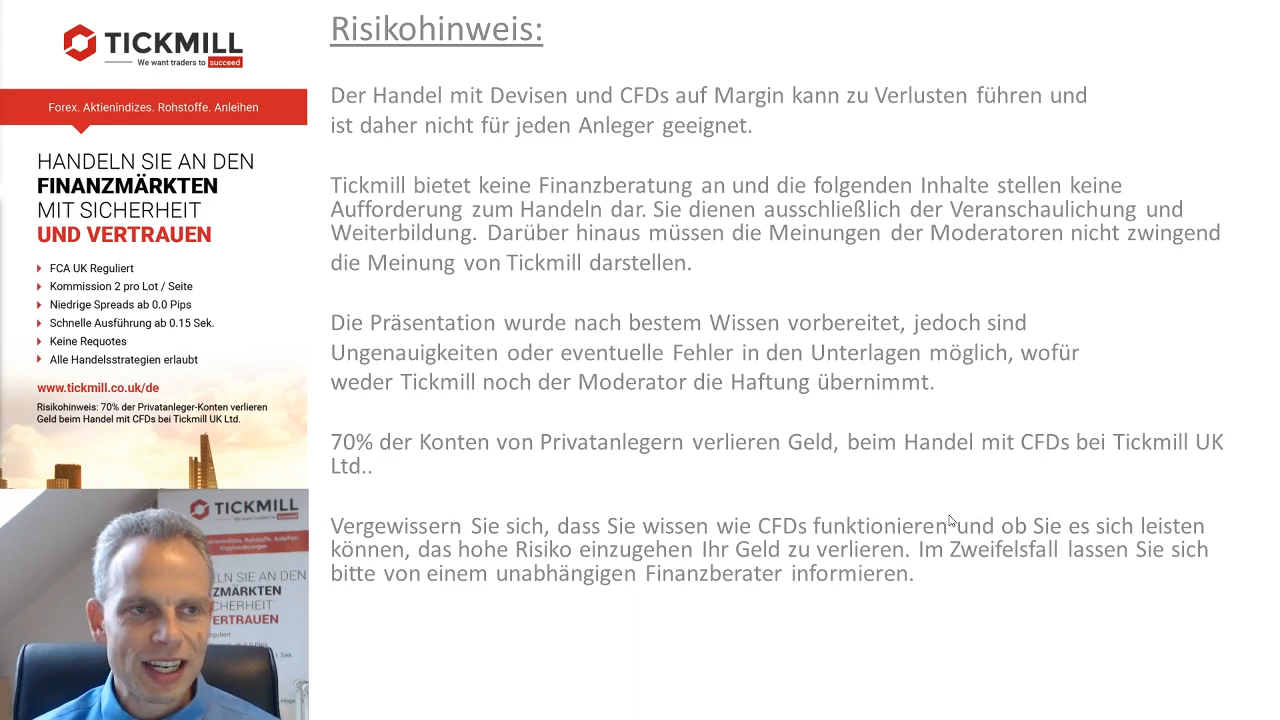 TICKMILL
We want traders to succeed
Forex. Aktienindizes. Rohstoffe. Anleihen
HANDELN SIE AN DEN
FINANZMÄRKTEN
MIT SICHERHEIT
UND VERTRAUEN
FCA UK Reguliert
Kommission 2 pro Lot / Seite
Niedrige Spreads ab 0.0 Pips
Schnelle Ausführung ab 0.15 Sek.
Keine Requotes
Alle Handelsstrategien erlaubt
www.tickmill.co.uk/de
Risikohinweis: 70% der Privatanleger-Konten verlieren
Geld beim Handel mit CFDs bei Tickmill UK Ltd.
Risikohinweis:
Der Handel mit Devisen und CFDs auf Margin kann zu Verlusten führen und
ist daher nicht für jeden Anleger geeignet.
Tickmill bietet keine Finanzberatung an und die folgenden Inhalte stellen keine
Aufforderung zum Handeln dar. Sie dienen ausschließlich der Veranschaulichung und
Weiterbildung. Darüber hinaus müssen die Meinungen der Moderatoren nicht zwingend
die Meinung von Tickmill darstellen.
Die Präsentation wurde nach bestem Wissen vorbereitet, jedoch sind
Ungenauigkeiten oder eventuelle Fehler in den Unterlagen möglich, wofür
weder Tickmill noch der Moderator die Haftung übernimmt.
70% der Konten von Privatanlegern verlieren Geld, beim Handel mit CFDs bei Tickmill UK
Ltd..
Vergewissern Sie sich, dass Sie wissen wie CFDs funktionieren und ob Sie es sich leisten
können, das hohe Risiko einzugehen Ihr Geld zu verlieren. Im Zweifelsfall lassen Sie sich
bitte von einem unabhängigen Finanzberater informieren.
TICKMILL
We want traders to
Rohstoffe. Anleihen.
Kryptowährungen
ELN SIE AN DEN
ZMÄRKTEN
CHERHEIT
ERTRAUEN